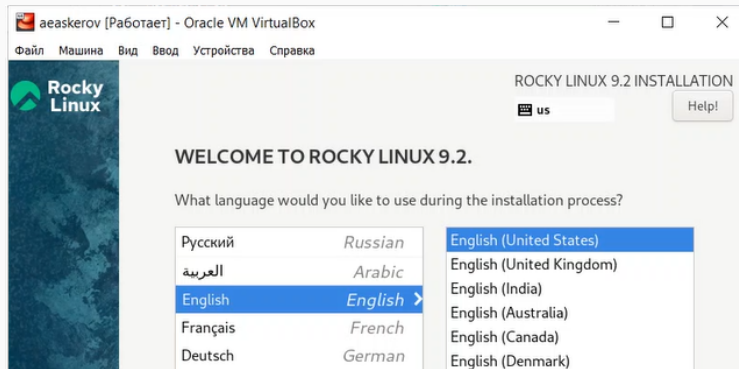 aeaskerov [Работает] - Oracle VM VirtualBox
Файл Машина Вид Ввод Устройства Справка
Rocky
Linux
ROCKY LINUX 9.2 INSTALLATION
us
Help!
WELCOME TO ROCKY LINUX 9.2.
What language would you like to use during the installation process?
Русский Russian
العربية Arabic
English English
Français French
Deutsch German
English (United States)
English (United Kingdom)
English (India)
English (Australia)
English (Canada)
English (Denmark)